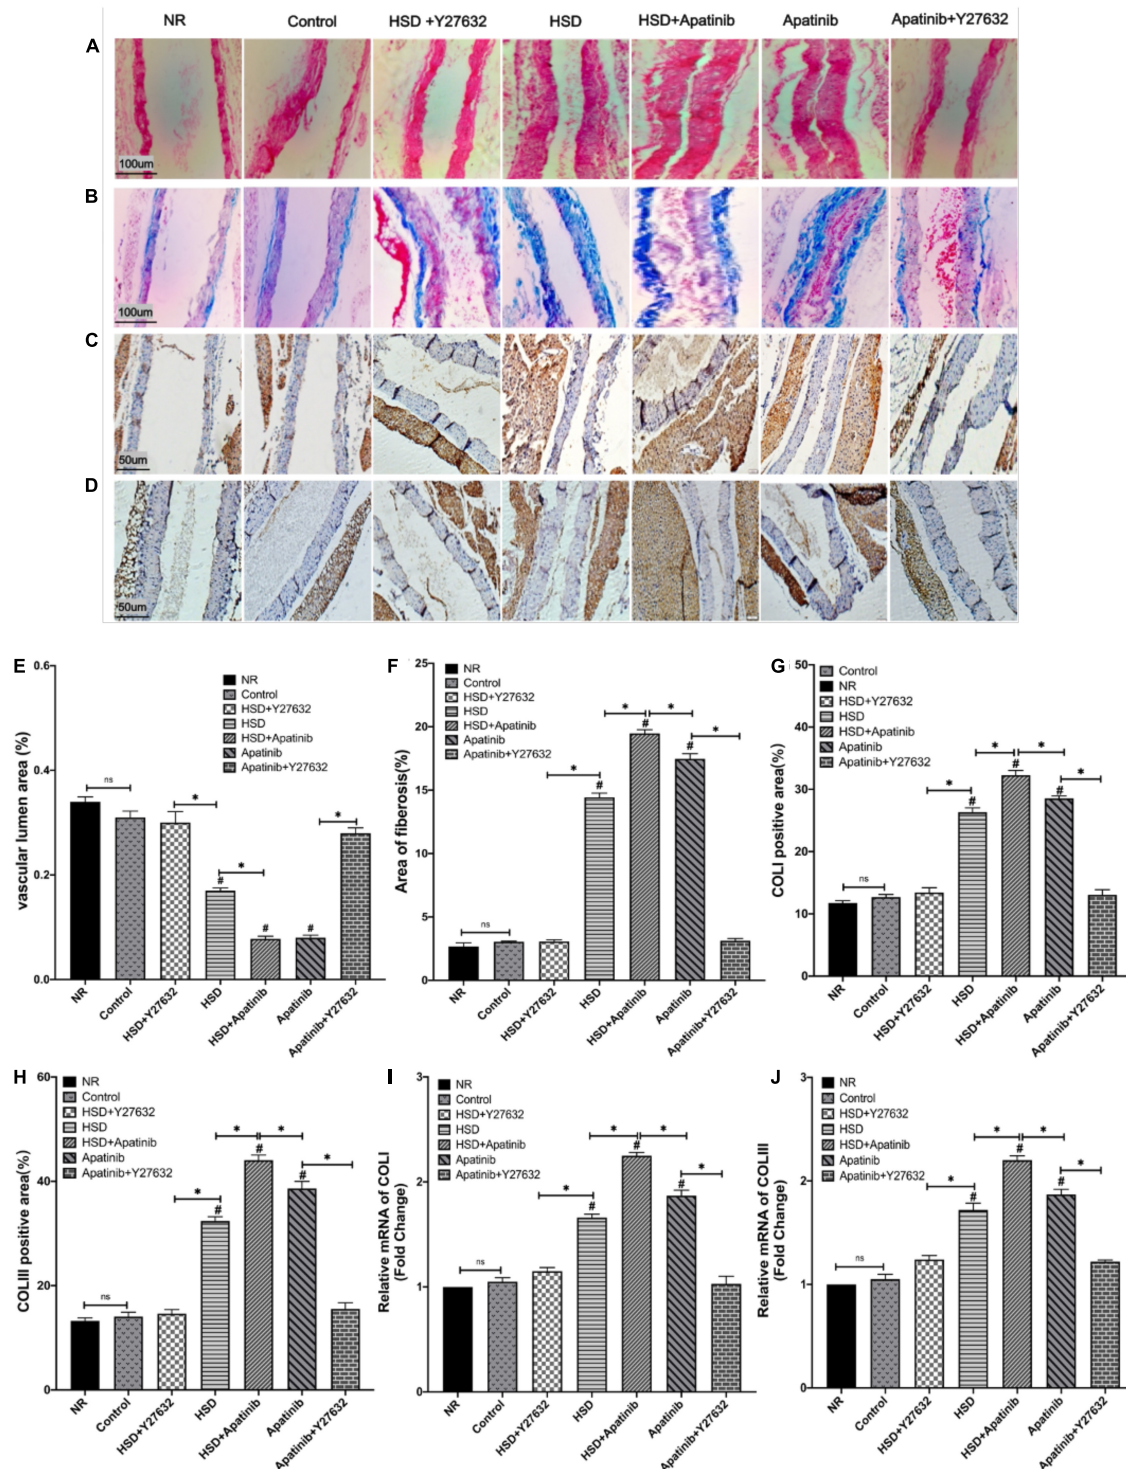 NR Control HSD +Y27632 HSD HSD+Apatinib Apatinib Apatinib+Y27632
A
100um
B
100um
C
50um
D
50um
E
vascular lumen area (%)
0.6
0.4
0.2
0.0
NR
Control
HSD+Y27632
HSD
HSD+Apatinib
Apatinib
Apatinib+Y27632
ns
*
*
*
#
#
#
NR
Control
HSD+Y27632
HSD
HSD+Apatinib
Apatinib
Apatinib+Y27632
F
Area of fiberosis(%)
25
20
15
10
5
0
NR
Control
HSD+Y27632
HSD
HSD+Apatinib
Apatinib
Apatinib+Y27632
ns
*
*
*
*
#
#
#
NR
Control
HSD+Y27632
HSD
HSD+Apatinib
Apatinib
Apatinib+Y27632
G
COLI positive area(%)
50
40
30
20
10
0
Control
NR
HSD+Y27632
HSD
HSD+Apatinib
Apatinib
Apatinib+Y27632
ns
*
*
*
*
#
#
#
NR
Control
HSD+Y27632
HSD
HSD+Apatinib
Apatinib
Apatinib+Y27632
H
COLIII positive area(%)
60
40
20
0
NR
Control
HSD+Y27632
HSD
HSD+Apatinib
Apatinib
Apatinib+Y27632
ns
*
*
*
*
#
#
#
NR
Control
HSD+Y27632
HSD
HSD+Apatinib
Apatinib
Apatinib+Y27632
I
Relative mRNA of COLI
(Fold Change)
3
2
1
0
NR
Control
HSD+Y27632
HSD
HSD+Apatinib
Apatinib
Apatinib+Y27632
ns
*
*
*
*
#
#
#
NR
Control
HSD+Y27632
HSD
HSD+Apatinib
Apatinib
Apatinib+Y27632
J
Relative mRNA of COLIII
(Fold Change)
3
2
1
0
NR
Control
HSD+Y27632
HSD
HSD+Apatinib
Apatinib
Apatinib+Y27632
ns
*
*
*
*
#
#
#
NR
Control
HSD+Y27632
HSD
HSD+Apatinib
Apatinib
Apatinib+Y27632